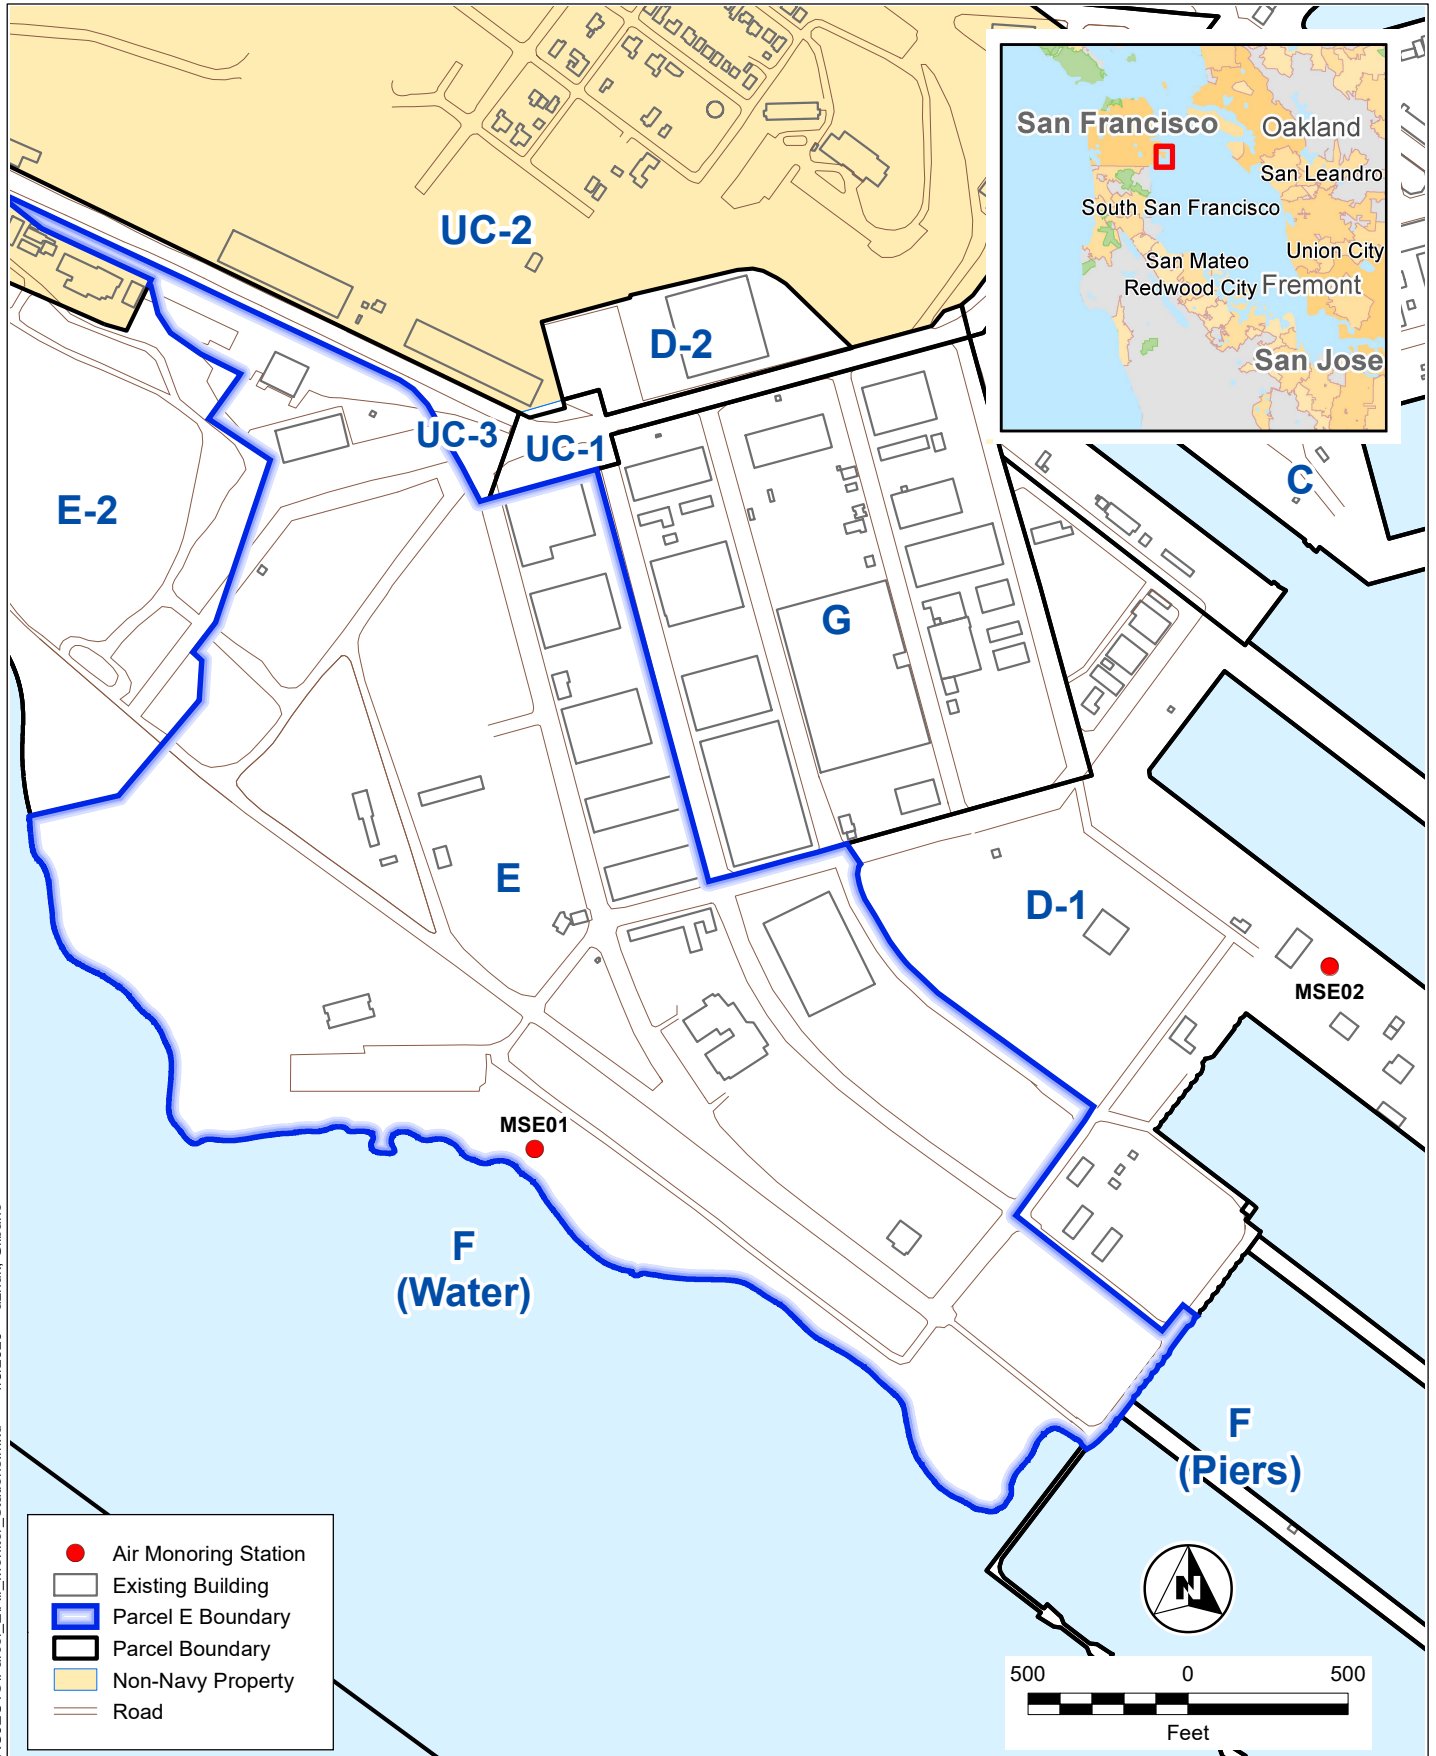 San Francisco
Oakland
San Leandro
South San Francisco
Union City
San Mateo
Redwood City
Fremont
San Jose
UC-2
D-2
UC-3
UC-1
C
E-2
G
E
D-1
MSE02
MSE01
F
(Water)
F
(Piers)
Air Monoring Station
Existing Building
Parcel E Boundary
Parcel Boundary
Non-Navy Property
Road
N
500 0 500
Feet